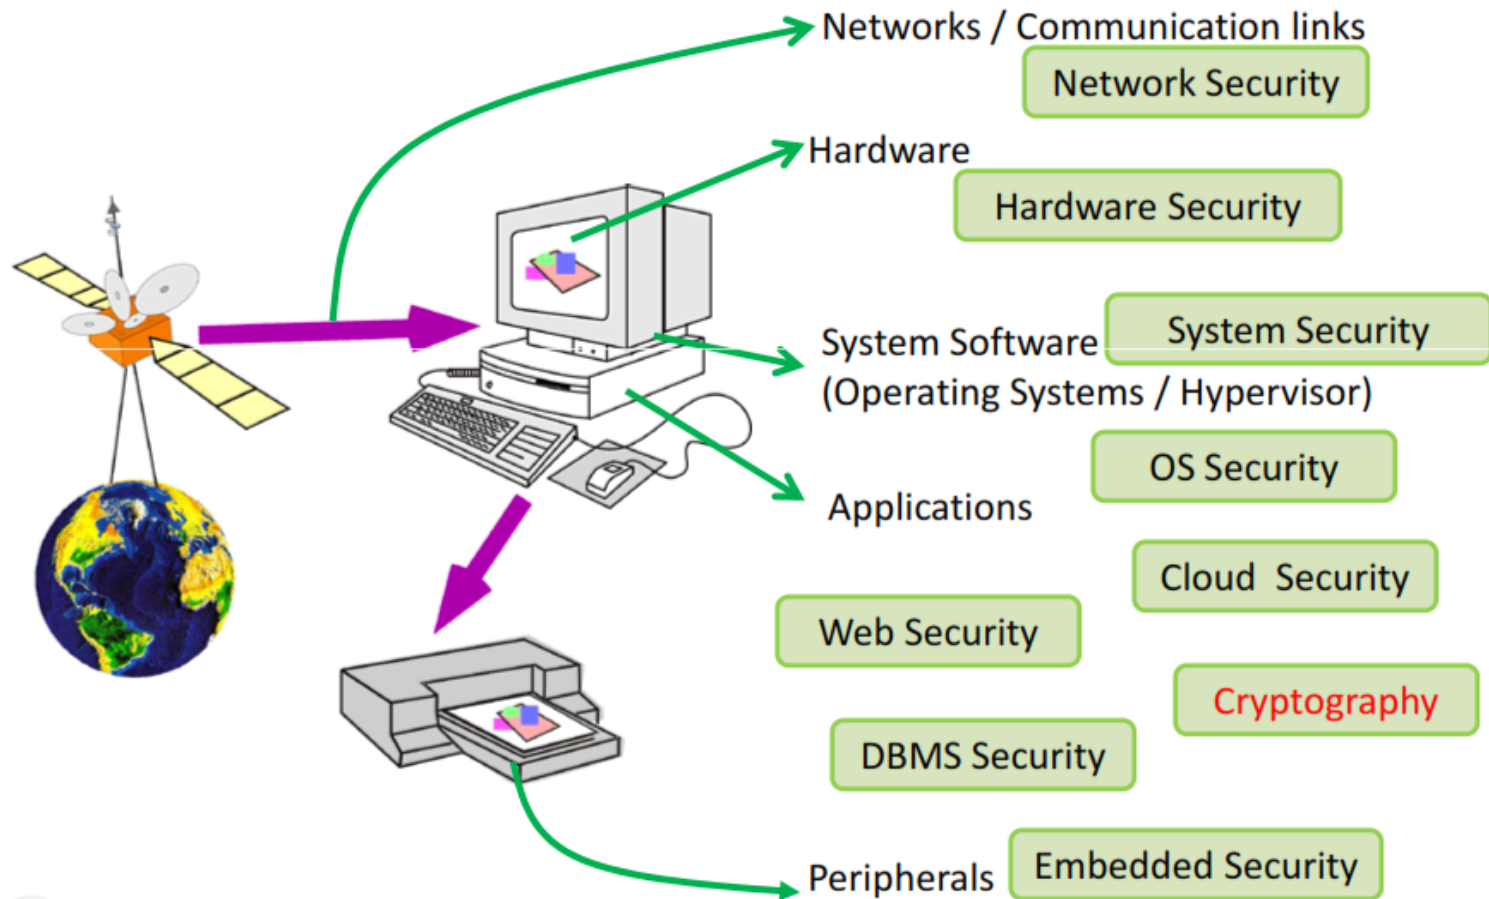 Networks / Communication links
Network Security
Hardware
Hardware Security
System Security
System Software
(Operating Systems / Hypervisor)
OS Security
Applications
Cloud Security
Web Security
Cryptography
DBMS Security
Embedded Security
Peripherals